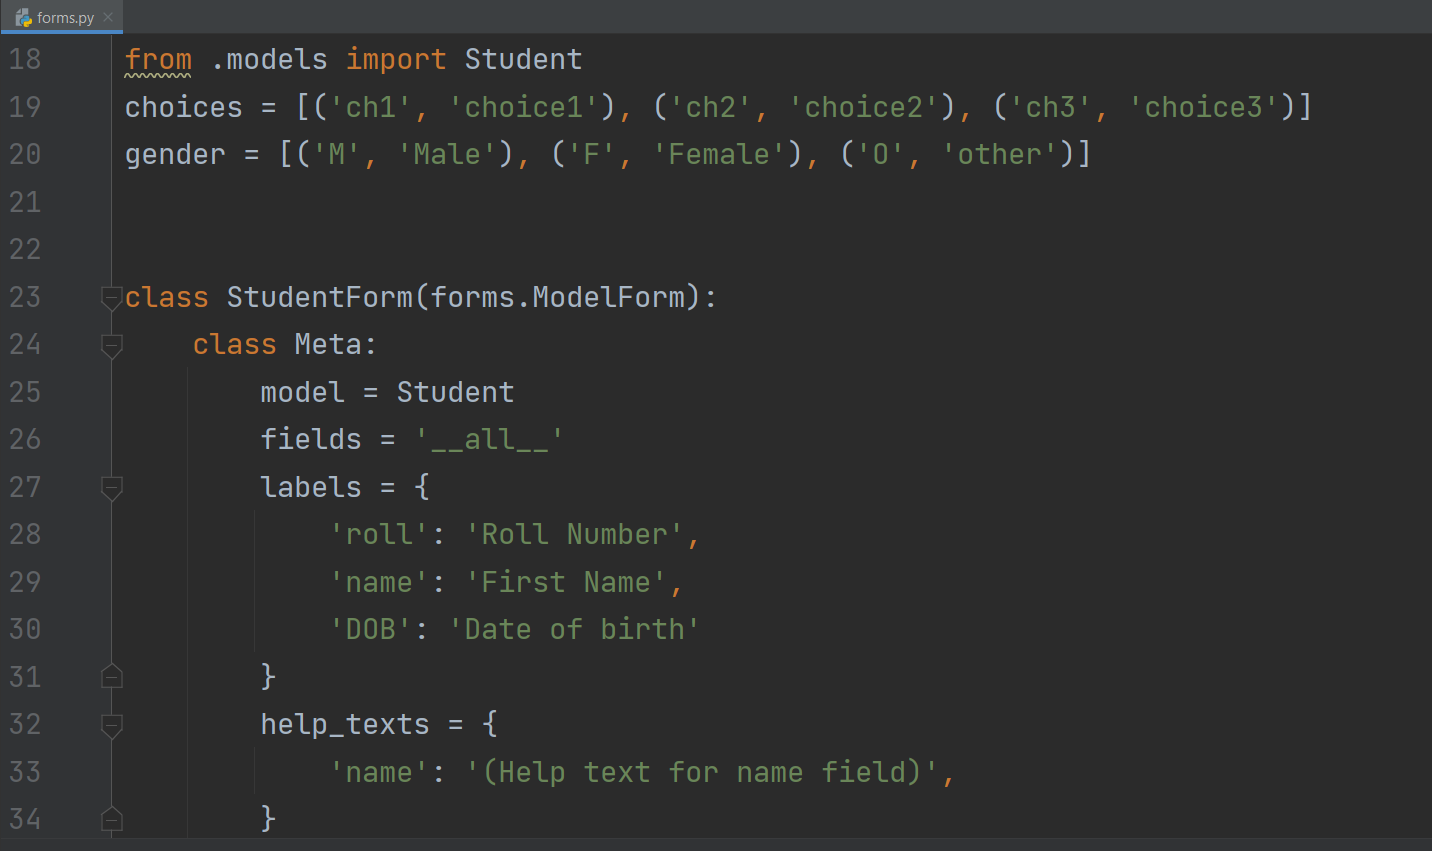 forms.py
18 from .models import Student
19 choices = [('ch1', 'choice1'), ('ch2', 'choice2'), ('ch3', 'choice3')]
20 gender = [('M', 'Male'), ('F', 'Female'), ('O', 'other')]
21
22
23 class StudentForm(forms.ModelForm):
24     class Meta:
25         model = Student
26         fields = '__all__'
27         labels = {
28             'roll': 'Roll Number',
29             'name': 'First Name',
30             'DOB': 'Date of birth'
31         }
32         help_texts = {
33             'name': '(Help text for name field)',
34         }